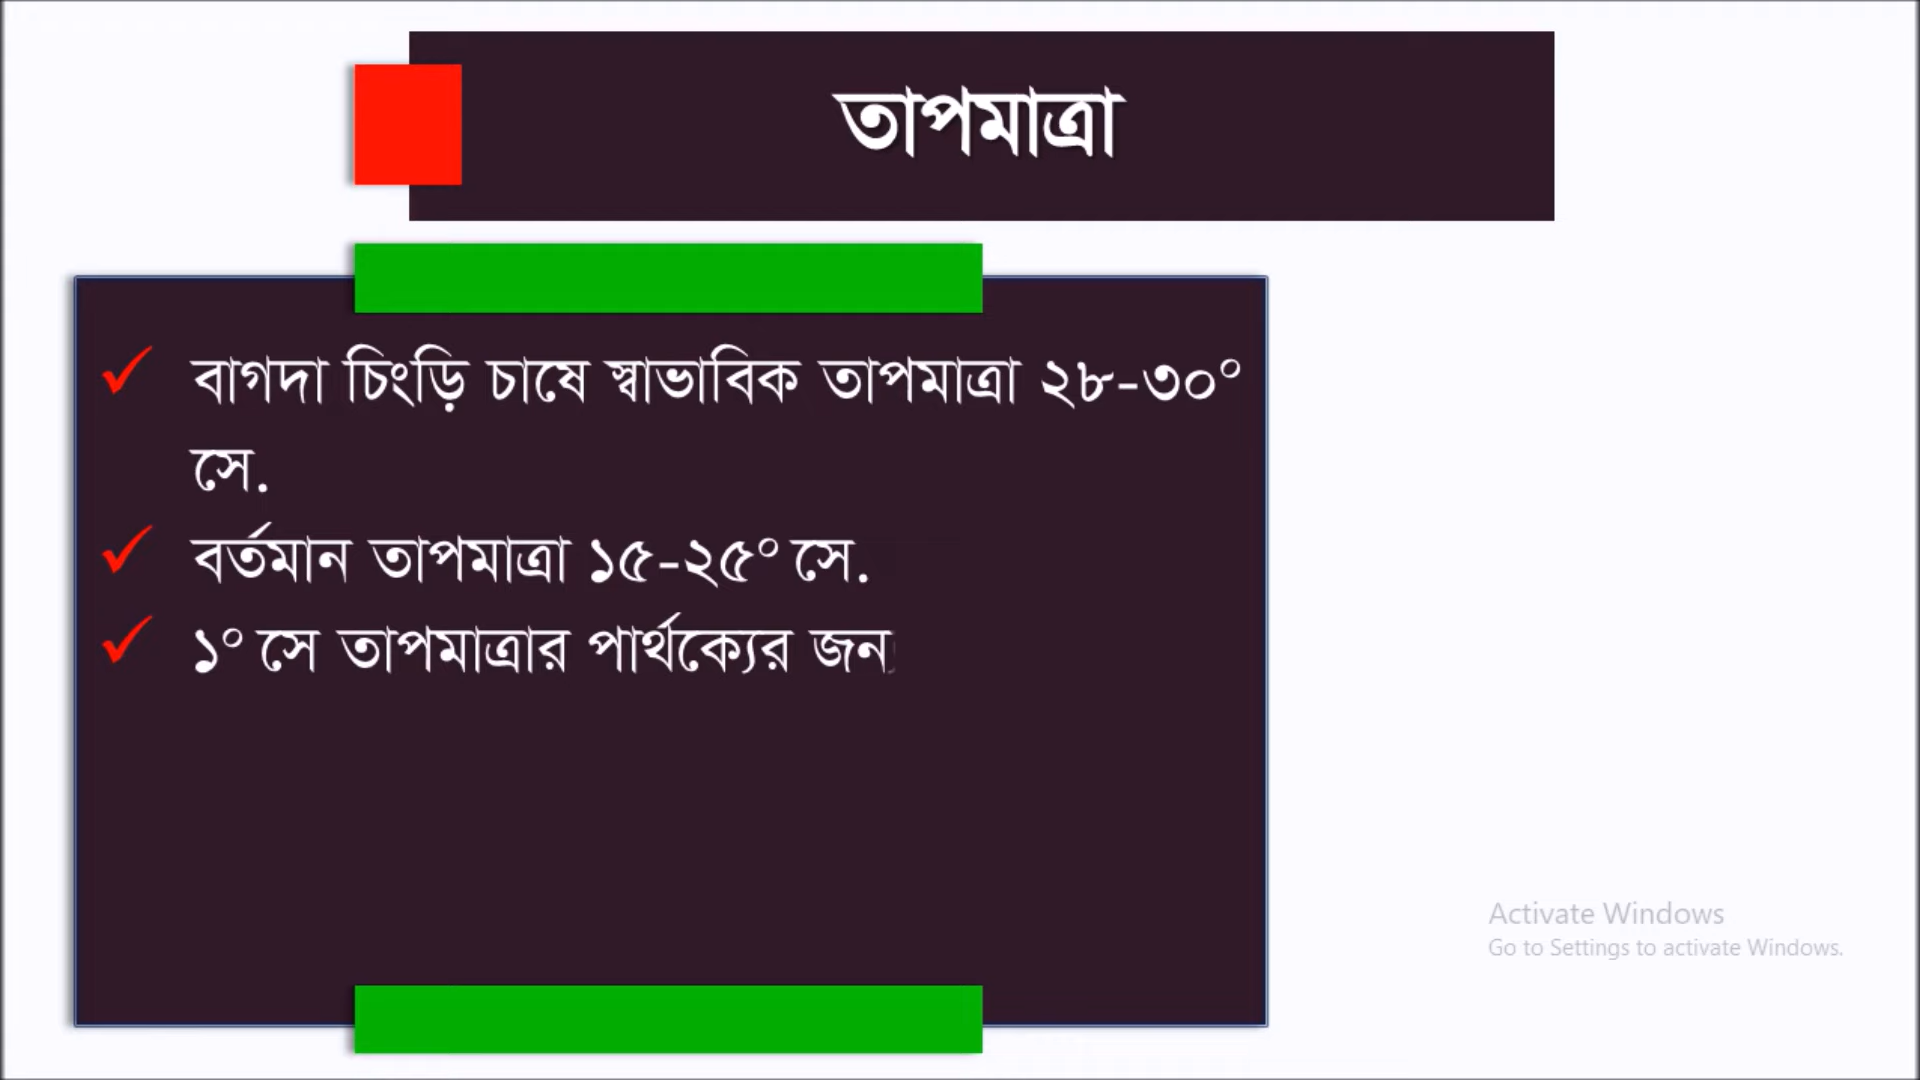 তাপমাত্রা
বাগদা চিংড়ি চাষে স্বাভাবিক তাপমাত্রা ২৮-৩০°
সে.
বর্তমান তাপমাত্রা ১৫-২৫° সে.
১° সে তাপমাত্রার পার্থক্যের জন
Activate Windows
Go to Settings to activate Windows.